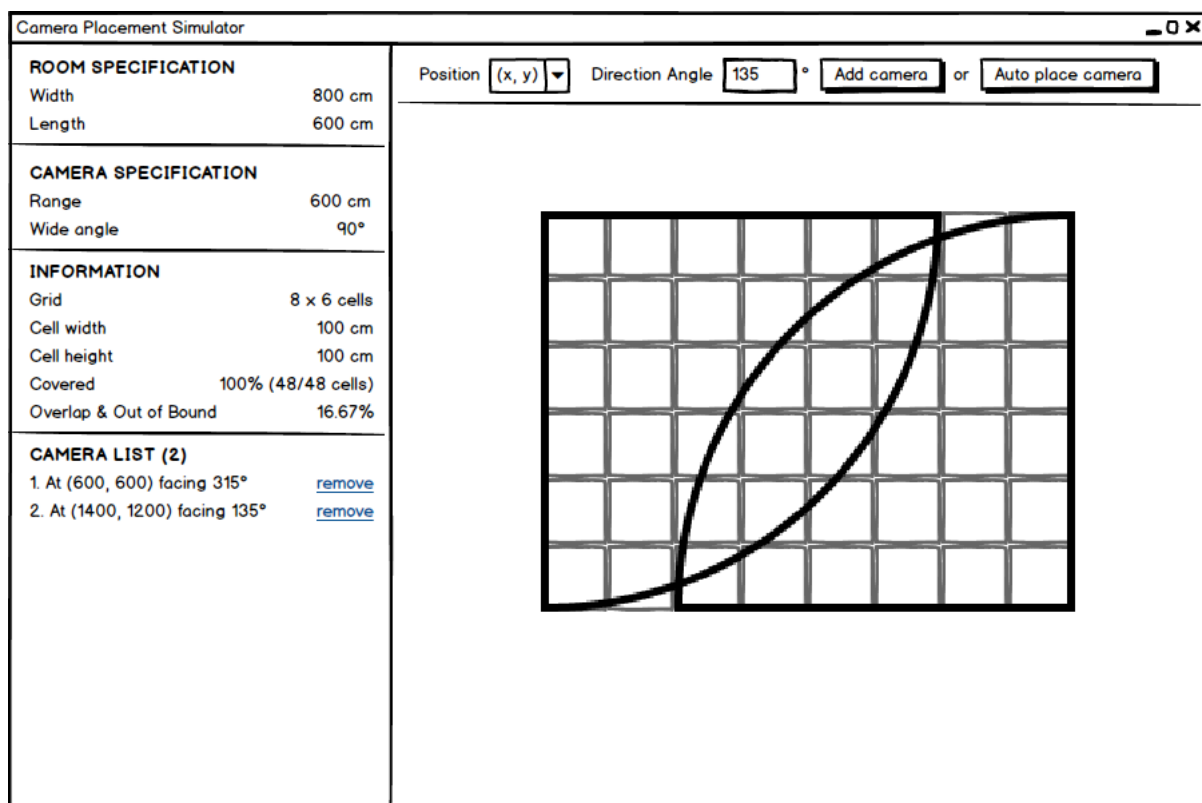 Camera Placement Simulator
ROOM SPECIFICATION
Width 800 cm
Length 600 cm
CAMERA SPECIFICATION
Range 600 cm
Wide angle 90°
INFORMATION
Grid 8 x 6 cells
Cell width 100 cm
Cell height 100 cm
Covered 100% (48/48 cells)
Overlap & Out of Bound 16.67%
CAMERA LIST (2)
1. At (600, 600) facing 315° remove
2. At (1400, 1200) facing 135° remove
Position (x, y) Direction Angle 135 ° Add camera or Auto place camera